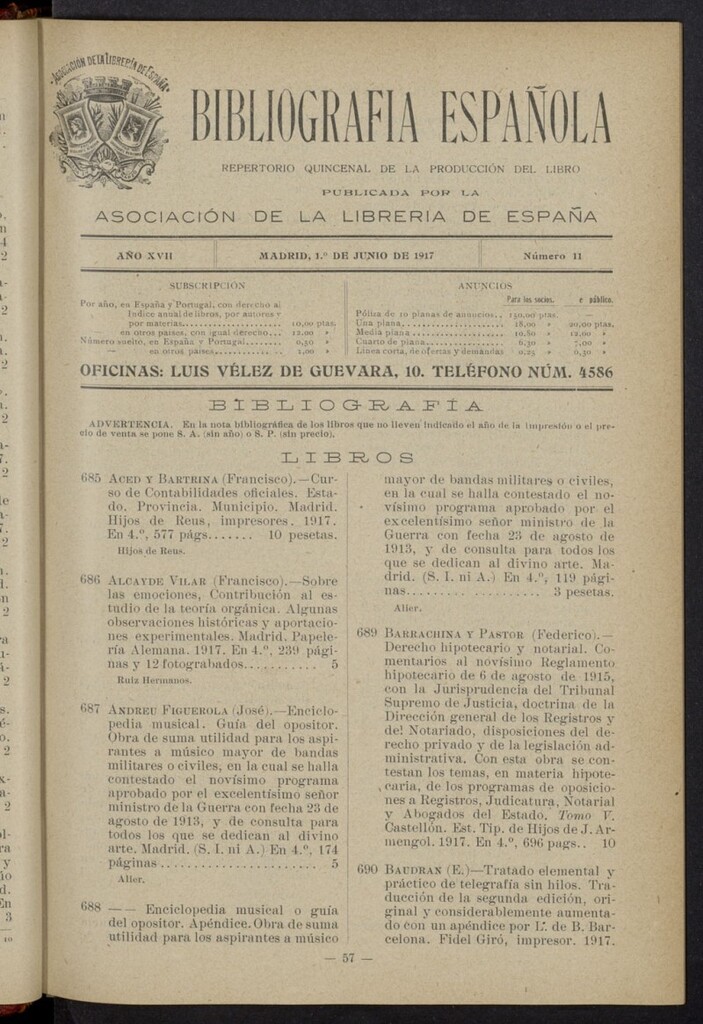 ASOCIACIÓN DE LA LIBRERÍA DE ESPAÑA
BIBLIOGRAFIA ESPAÑOLA
REPERTORIO QUINCENAL DE LA PRODUCCIÓN DEL LIBRO
PUBLICADA POR LA
ASOCIACIÓN DE LA LIBRERIA DE ESPAÑA
AÑO XVII
MADRID, 1.º DE JUNIO DE 1917
Número 11
SUBSCRIPCIÓN
Por año, en España y Portugal, con derecho al
Indice anual de libros, por autores y
por materias.................... 10,00 ptas.
— en otros países, con igual derecho... 12,00 »
Número suelto, en España y Portugal....... 0,50 »
— en otros países............. 1,00 »
ANUNCIOS
Para los socios. e público.
Póliza de 10 planas de anuncios.. 150,00 ptas. —
Una plana....................... 18,00 » 20,00 ptas.
Media plana..................... 10,80 » 12,00 »
Cuarto de plana................. 6,30 » 7,00 »
Línea corta, de ofertas y demandas 0,25 » 0,30 »
OFICINAS: LUIS VÉLEZ DE GUEVARA, 10. TELÉFONO NÚM. 4586
BIBLIOGRAFÍA
ADVERTENCIA. En la nota bibliográfica de los libros que no lleven indicado el año de la impresión o el pre-
cio de venta se pone S. A. (sin año) o S. P. (sin precio).
LIBROS
685 ACED Y BARTRINA (Francisco).—Cur-
so de Contabilidades oficiales. Esta-
do. Provincia. Municipio. Madrid.
Hijos de Reus, impresores. 1917.
En 4.º, 577 págs....... 10 pesetas.
Hijos de Reus.
686 ALCAYDE VILAR (Francisco).—Sobre
las emociones, Contribución al es-
tudio de la teoría orgánica. Algunas
observaciones históricas y aportacio-
nes experimentales. Madrid. Papele-
ría Alemana. 1917. En 4.º, 239 pági-
nas y 12 fotograbados.......... 5
Ruiz Hermanos.
687 ANDREU FIGUEROLA (José).—Enciclo-
pedia musical. Guía del opositor.
Obra de suma utilidad para los aspi-
rantes a músico mayor de bandas
militares o civiles, en la cual se halla
contestado el novísimo programa
aprobado por el excelentísimo señor
ministro de la Guerra con fecha 23 de
agosto de 1913, y de consulta para
todos los que se dedican al divino
arte. Madrid. (S. I. ni A.) En 4.º, 174
páginas...................... 5
Alier.
688 — — Enciclopedia musical o guía
del opositor. Apéndice. Obra de suma
utilidad para los aspirantes a músico
mayor de bandas militares o civiles,
en la cual se halla contestado el no-
vísimo programa aprobado por el
excelentísimo señor ministro de la
Guerra con fecha 23 de agosto de
1913, y de consulta para todos los
que se dedican al divino arte. Ma-
drid. (S. I. ni A.) En 4.º, 119 pági-
nas.................... 3 pesetas.
Alier.
689 BARRACHINA Y PASTOR (Federico).—
Derecho hipotecario y notarial. Co-
mentarios al novísimo Reglamento
hipotecario de 6 de agosto de 1915,
con la Jurisprudencia del Tribunal
Supremo de Justicia, doctrina de la
Dirección general de los Registros y
del Notariado, disposiciones del de-
recho privado y de la legislación ad-
ministrativa. Con esta obra se con-
testan los temas, en materia hipote-
caria, de los programas de oposicio-
nes a Registros, Judicatura, Notarial
y Abogados del Estado. Tomo V.
Castellón. Est. Tip. de Hijos de J. Ar-
mengol. 1917. En 4.º, 696 pags.. 10
690 BAUDRAN (E.)—Tratado elemental y
práctico de telegrafía sin hilos. Tra-
ducción de la segunda edición, ori-
ginal y considerablemente aumenta-
do con un apéndice por L. de B. Bar-
celona. Fidel Giró, impresor. 1917.
— 57 —